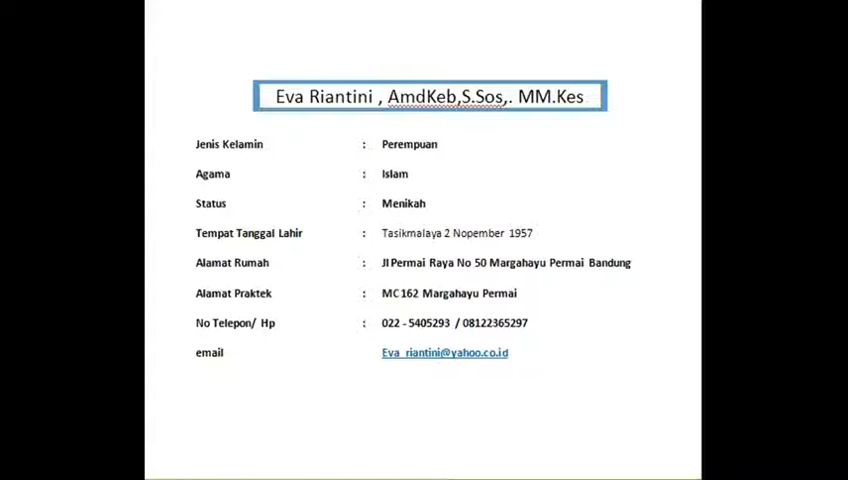 Eva Riantini , AmdKeb,S.Sos,. MM.Kes
Jenis Kelamin : Perempuan
Agama : Islam
Status : Menikah
Tempat Tanggal Lahir : Tasikmalaya 2 Nopember 1957
Alamat Rumah : Jl Permai Raya No 50 Margahayu Permai Bandung
Alamat Praktek : MC 162 Margahayu Permai
No Telepon/ Hp : 022 - 5405293 / 08122365297
email Eva_riantini@yahoo.co.id